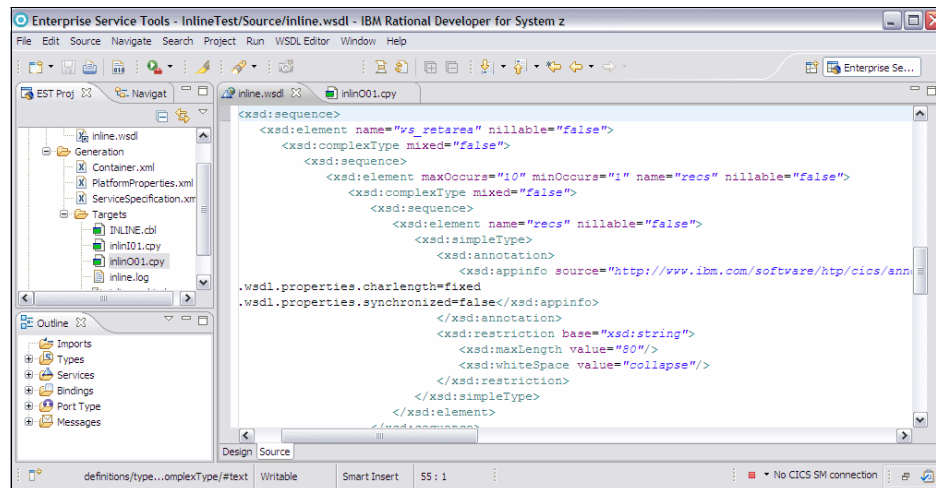 Enterprise Service Tools - InlineTest/Source/inline.wsdl - IBM Rational Developer for System z
File Edit Source Navigate Search Project Run WSDL Editor Window Help
Enterprise Se...
EST Proj
Navigat
inline.wsdl
Generation
Container.xml
PlatformProperties.xml
ServiceSpecification.xm
Targets
INLINE.cbl
inlinI01.cpy
inlinO01.cpy
inline.log
Outline
Imports
Types
Services
Bindings
Port Type
Messages
inline.wsdl
inlinO01.cpy
<xsd:sequence>
<xsd:element name="vs_retarea" nillable="false">
<xsd:complexType mixed="false">
<xsd:sequence>
<xsd:element maxOccurs="10" minOccurs="1" name="recs" nillable="false">
<xsd:complexType mixed="false">
<xsd:sequence>
<xsd:element name="recs" nillable="false">
<xsd:simpleType>
<xsd:annotation>
<xsd:appinfo source="http://www.ibm.com/software/htp/cics/ann
.wsdl.properties.charlength=fixed
.wsdl.properties.synchronized=false</xsd:appinfo>
</xsd:annotation>
<xsd:restriction base="xsd:string">
<xsd:maxLength value="80"/>
<xsd:whiteSpace value="collapse"/>
</xsd:restriction>
</xsd:simpleType>
</xsd:element>
</xsd:sequence>
Design Source
definitions/type...omplexType/#text Writable Smart Insert 55 : 1 No CICS SM connection